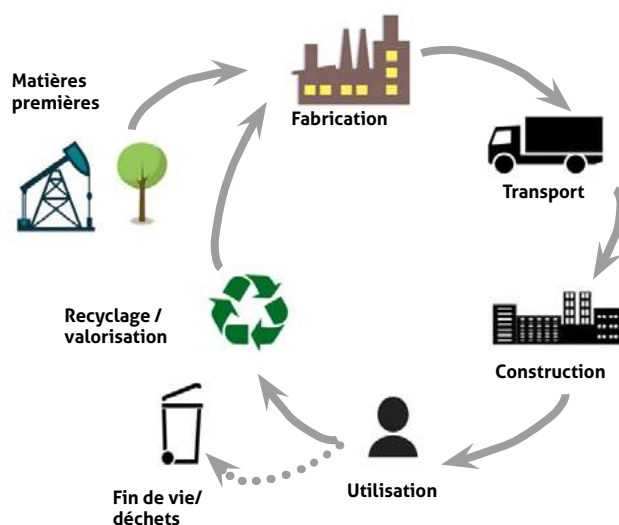 Matières
premières
Fabrication
Transport
Construction
Utilisation
Recyclage /
valorisation
Fin de vie/
déchets